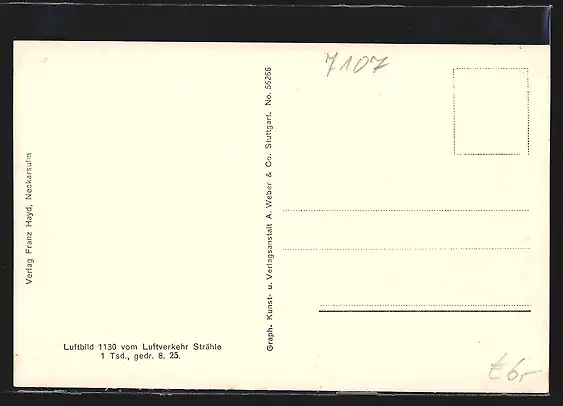 7107
Verlag Franz Hayd, Neckarsulm
Graph. Kunst- u. Verlagsanstalt A. Weber & Co. Stuttgart. No. 56266
Luftbild 1130 vom Luftverkehr Strähle
1 Tsd., gedr. 8. 25.
€6,-